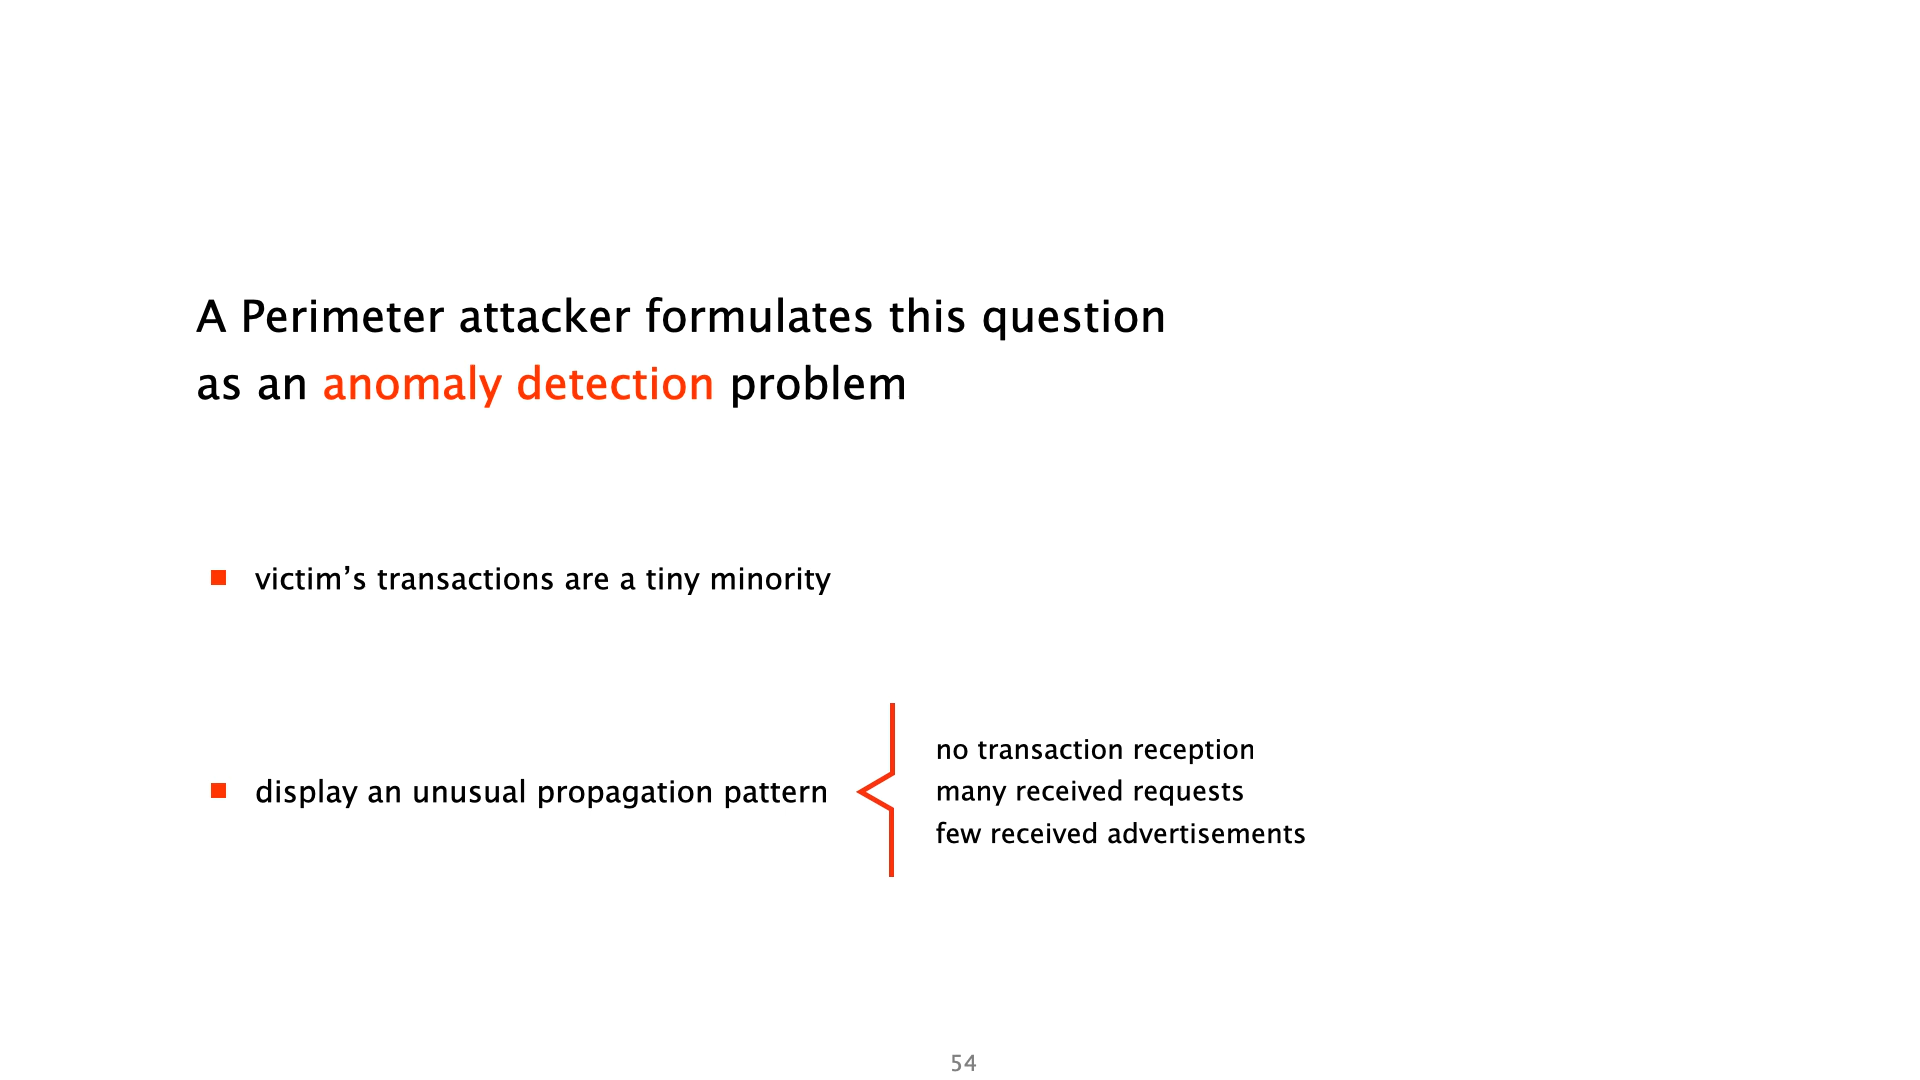 A Perimeter attacker formulates this question
as an anomaly detection problem
victim’s transactions are a tiny minority
display an unusual propagation pattern
no transaction reception
many received requests
few received advertisements
54